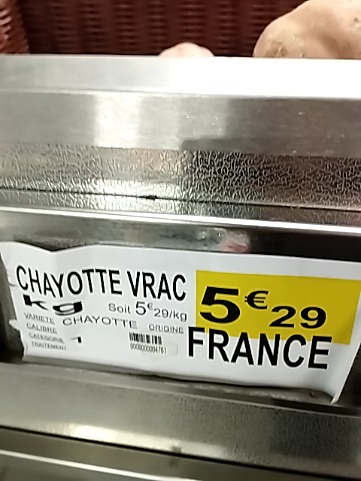 CHAYOTTE VRAC
kg
Soit 5€29/kg
5€29
VARIETE CHAYOTTE
ORIGINE
FRANCE
CALIBRE
CATEGORIE 1
TRAITEMENT